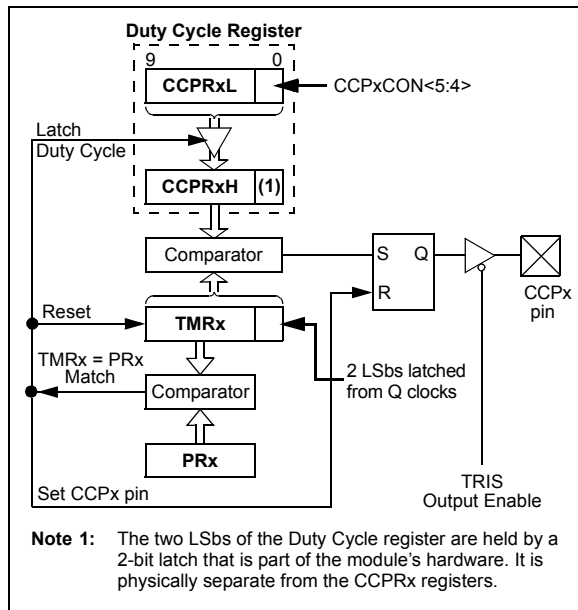 Duty Cycle Register
9 0
CCPRxL
CCPxCON<5:4>
Latch
Duty Cycle
CCPRxH (1)
Comparator
S Q
R
CCPx
pin
Reset
TMRx
TMRx = PRx
Match
2 LSbs latched
from Q clocks
Comparator
PRx
Set CCPx pin
TRIS
Output Enable
Note 1: The two LSbs of the Duty Cycle register are held by a
2-bit latch that is part of the module's hardware. It is
physically separate from the CCPRx registers.